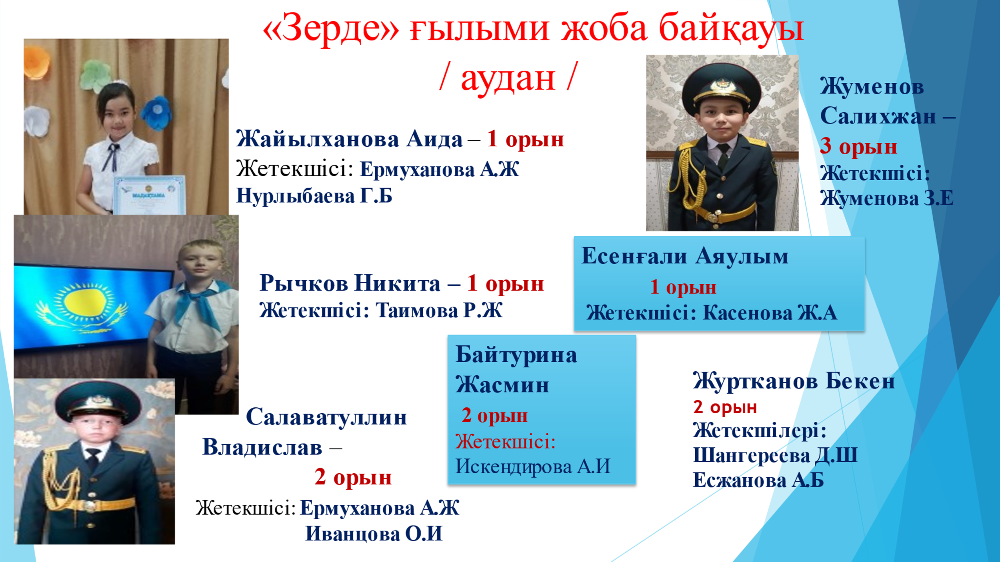 «Зерде» ғылыми жоба байқауы
/ аудан /
Жайылханова Аида – 1 орын
Жетекшісі: Ермуханова А.Ж
Нурлыбаева Г.Б
Жуменов
Салихжан –
3 орын
Жетекшісі:
Жуменова З.Е
Рычков Никита – 1 орын
Жетекшісі: Таимова Р.Ж
Есенғали Аяулым
1 орын
Жетекшісі: Касенова Ж.А
Салаватуллин
Владислав –
2 орын
Жетекшісі: Ермуханова А.Ж
Иванцова О.И
Байтурина
Жасмин
2 орын
Жетекшісі:
Искендирова А.И
Журтканов Бекен
2 орын
Жетекшілері:
Шангереева Д.Ш
Есжанова А.Б
МАДАҚТАМА